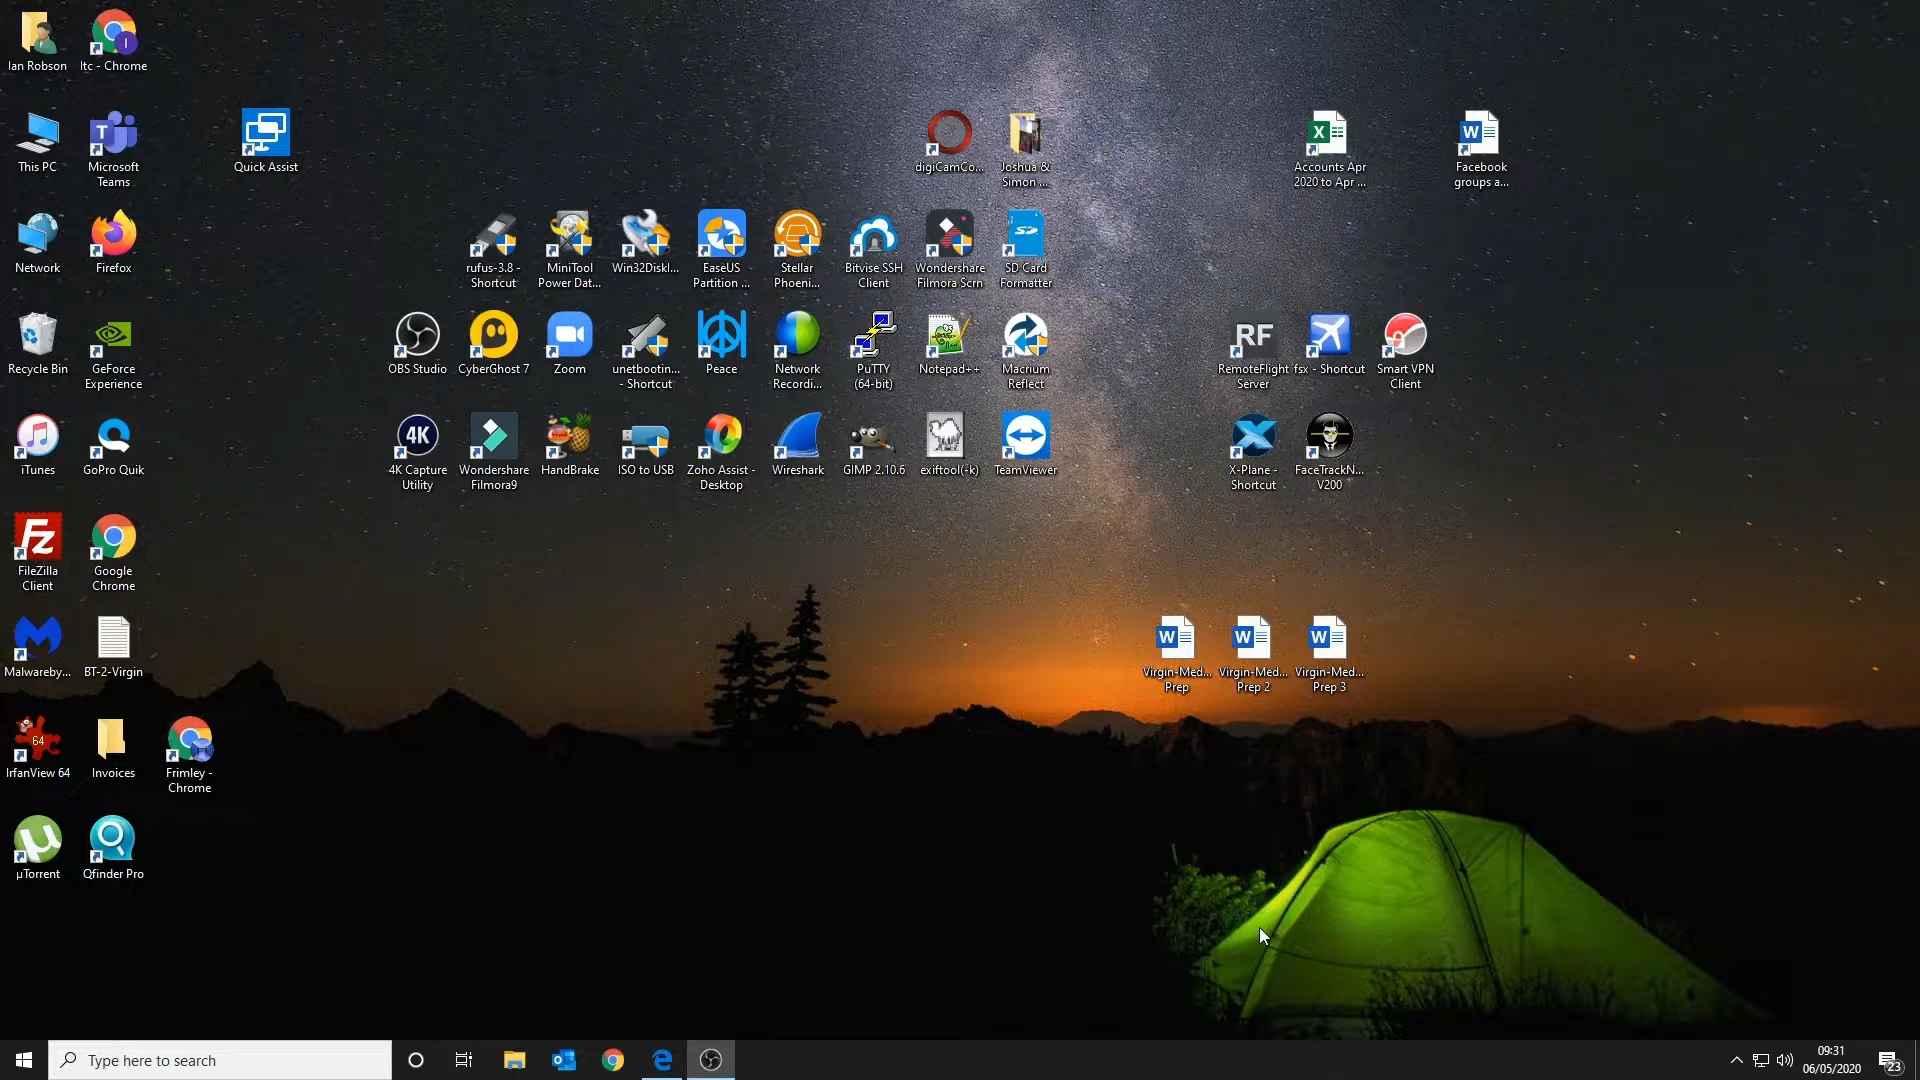 Ian Robson
Itc - Chrome
This PC
Microsoft
Teams
Quick Assist
digiCamCo...
Joshua &
Simon ...
Accounts Apr
2020 to Apr ...
Facebook
groups a...
Network
Firefox
rufus-3.8 -
Shortcut
MiniTool
Power Dat...
Win32DiskI...
EaseUS
Partition ...
Stellar
Phoeni...
Bitvise SSH
Client
Wondershare
Filmora Scrn
SD Card
Formatter
Recycle Bin
GeForce
Experience
OBS Studio
CyberGhost 7
Zoom
unetbootin...
- Shortcut
Peace
Network
Recordi...
PuTTY
(64-bit)
Notepad++
Macrium
Reflect
RF
RemoteFlight
Server
fsx - Shortcut
Smart VPN
Client
iTunes
GoPro Quik
4K
4K Capture
Utility
Wondershare
Filmora9
HandBrake
ISO to USB
Zoho Assist -
Desktop
Wireshark
GIMP 2.10.6
exiftool(-k)
TeamViewer
X-Plane -
Shortcut
FaceTrackN...
V200
FileZilla
Client
Google
Chrome
Malwareby...
BT-2-Virgin
Virgin-Med...
Prep
Virgin-Med...
Prep 2
Virgin-Med...
Prep 3
64
IrfanView 64
Invoices
Frimley -
Chrome
µTorrent
Qfinder Pro
Type here to search
09:31
06/05/2020
23